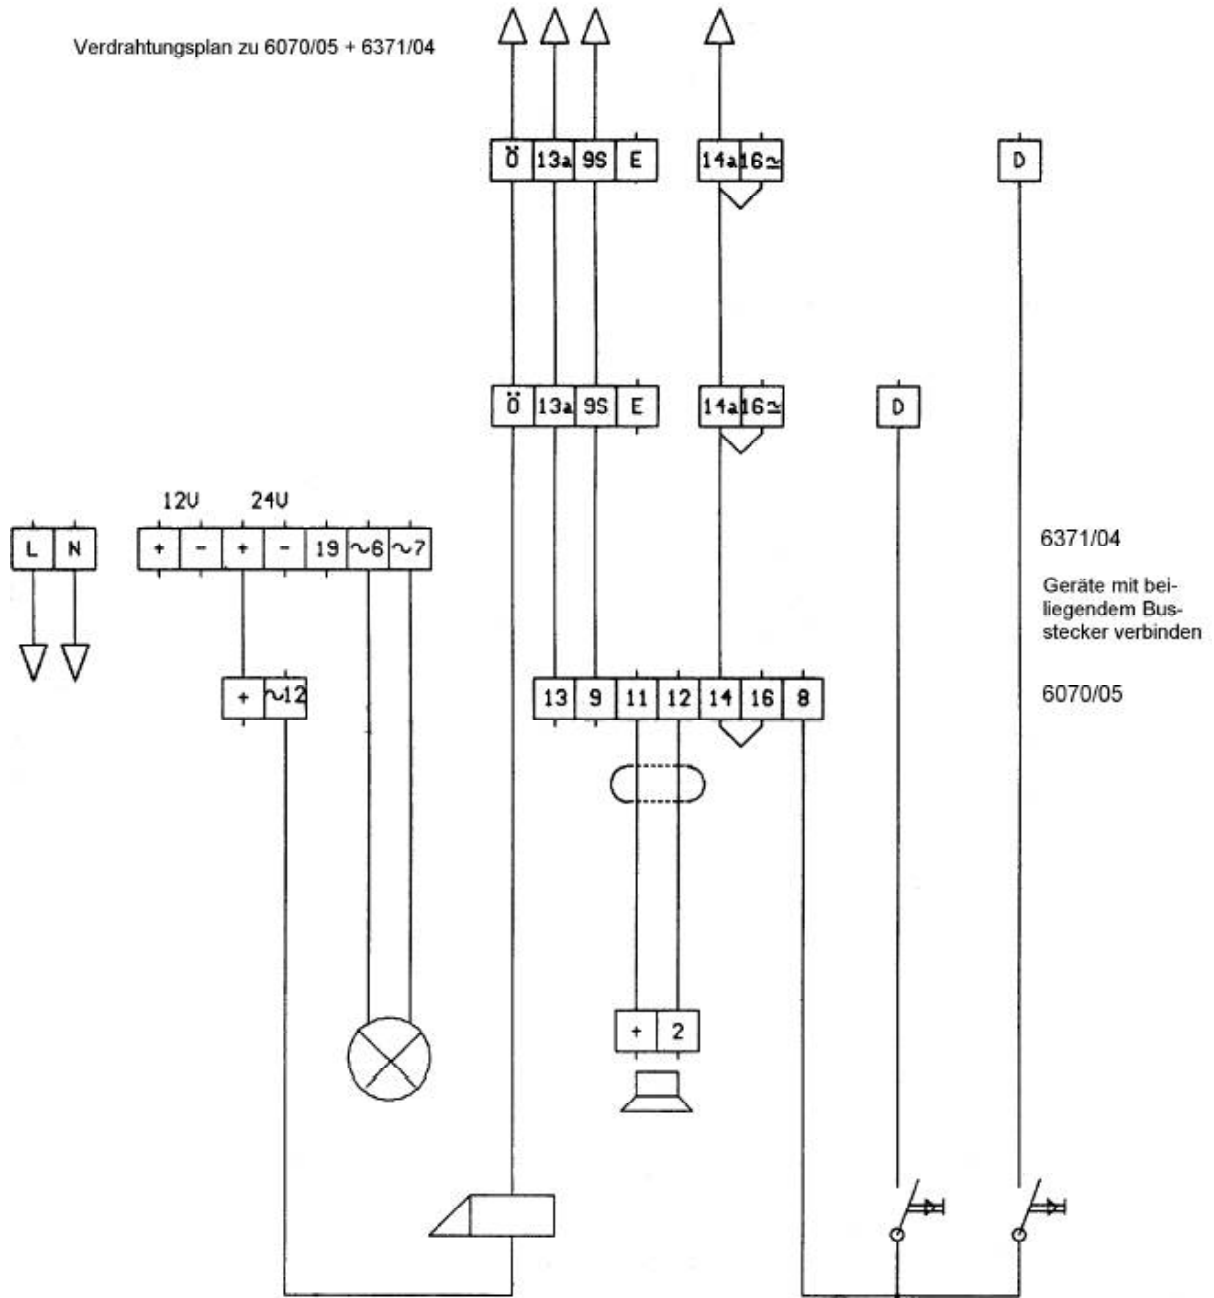 Verdrahtungsplan zu 6070/05 + 6371/04
Ö 13a 9S E 14a 16≃ D
Ö 13a 9S E 14a 16≃ D
12V 24V
L N + - + - 19 ~6 ~7
6371/04
Geräte mit bei-
liegendem Bus-
stecker verbinden
+ ~12 13 9 11 12 14 16 8
6070/05
+ 2